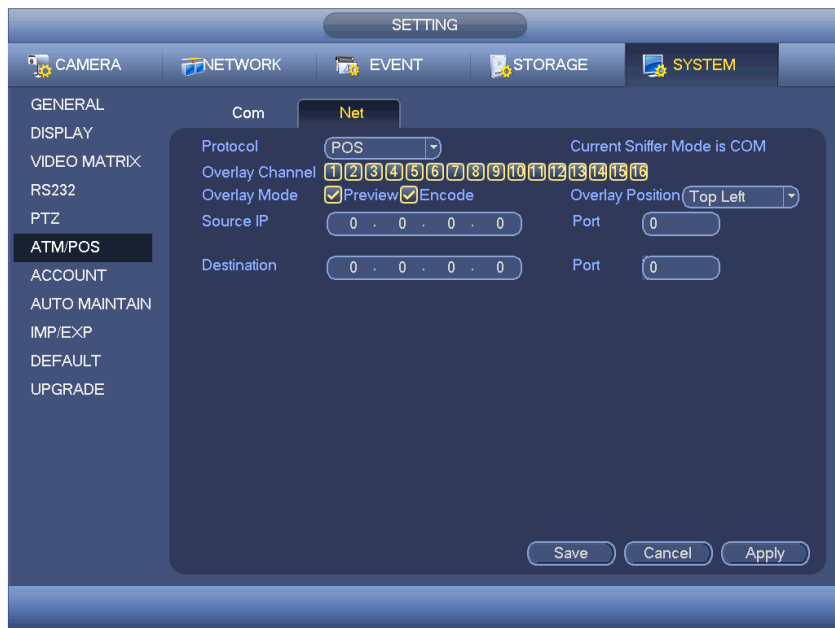 SETTING
CAMERA NETWORK EVENT STORAGE SYSTEM
GENERAL
DISPLAY
VIDEO MATRIX
RS232
PTZ
ATM/POS
ACCOUNT
AUTO MAINTAIN
IMP/EXP
DEFAULT
UPGRADE
Com Net
Protocol POS Current Sniffer Mode is COM
Overlay Channel 1 2 3 4 5 6 7 8 9 10 11 12 13 14 15 16
Overlay Mode Preview Encode Overlay Position Top Left
Source IP 0 . 0 . 0 . 0 Port 0
Destination 0 . 0 . 0 . 0 Port 0
Save Cancel Apply